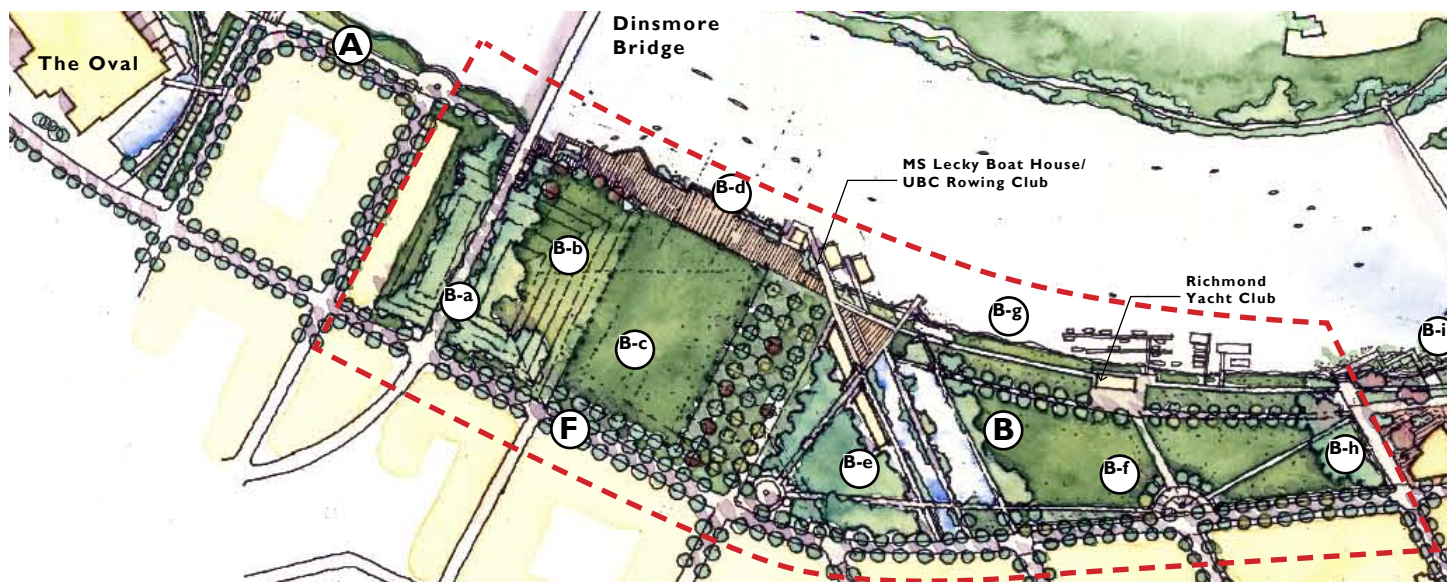 Dinsmore
Bridge
A
The Oval
MS Lecky Boat House/
UBC Rowing Club
B-d
B-b
Richmond
Yacht Club
B-a
B-g
B-i
B-c
F
B
B-h
B-e
B-f